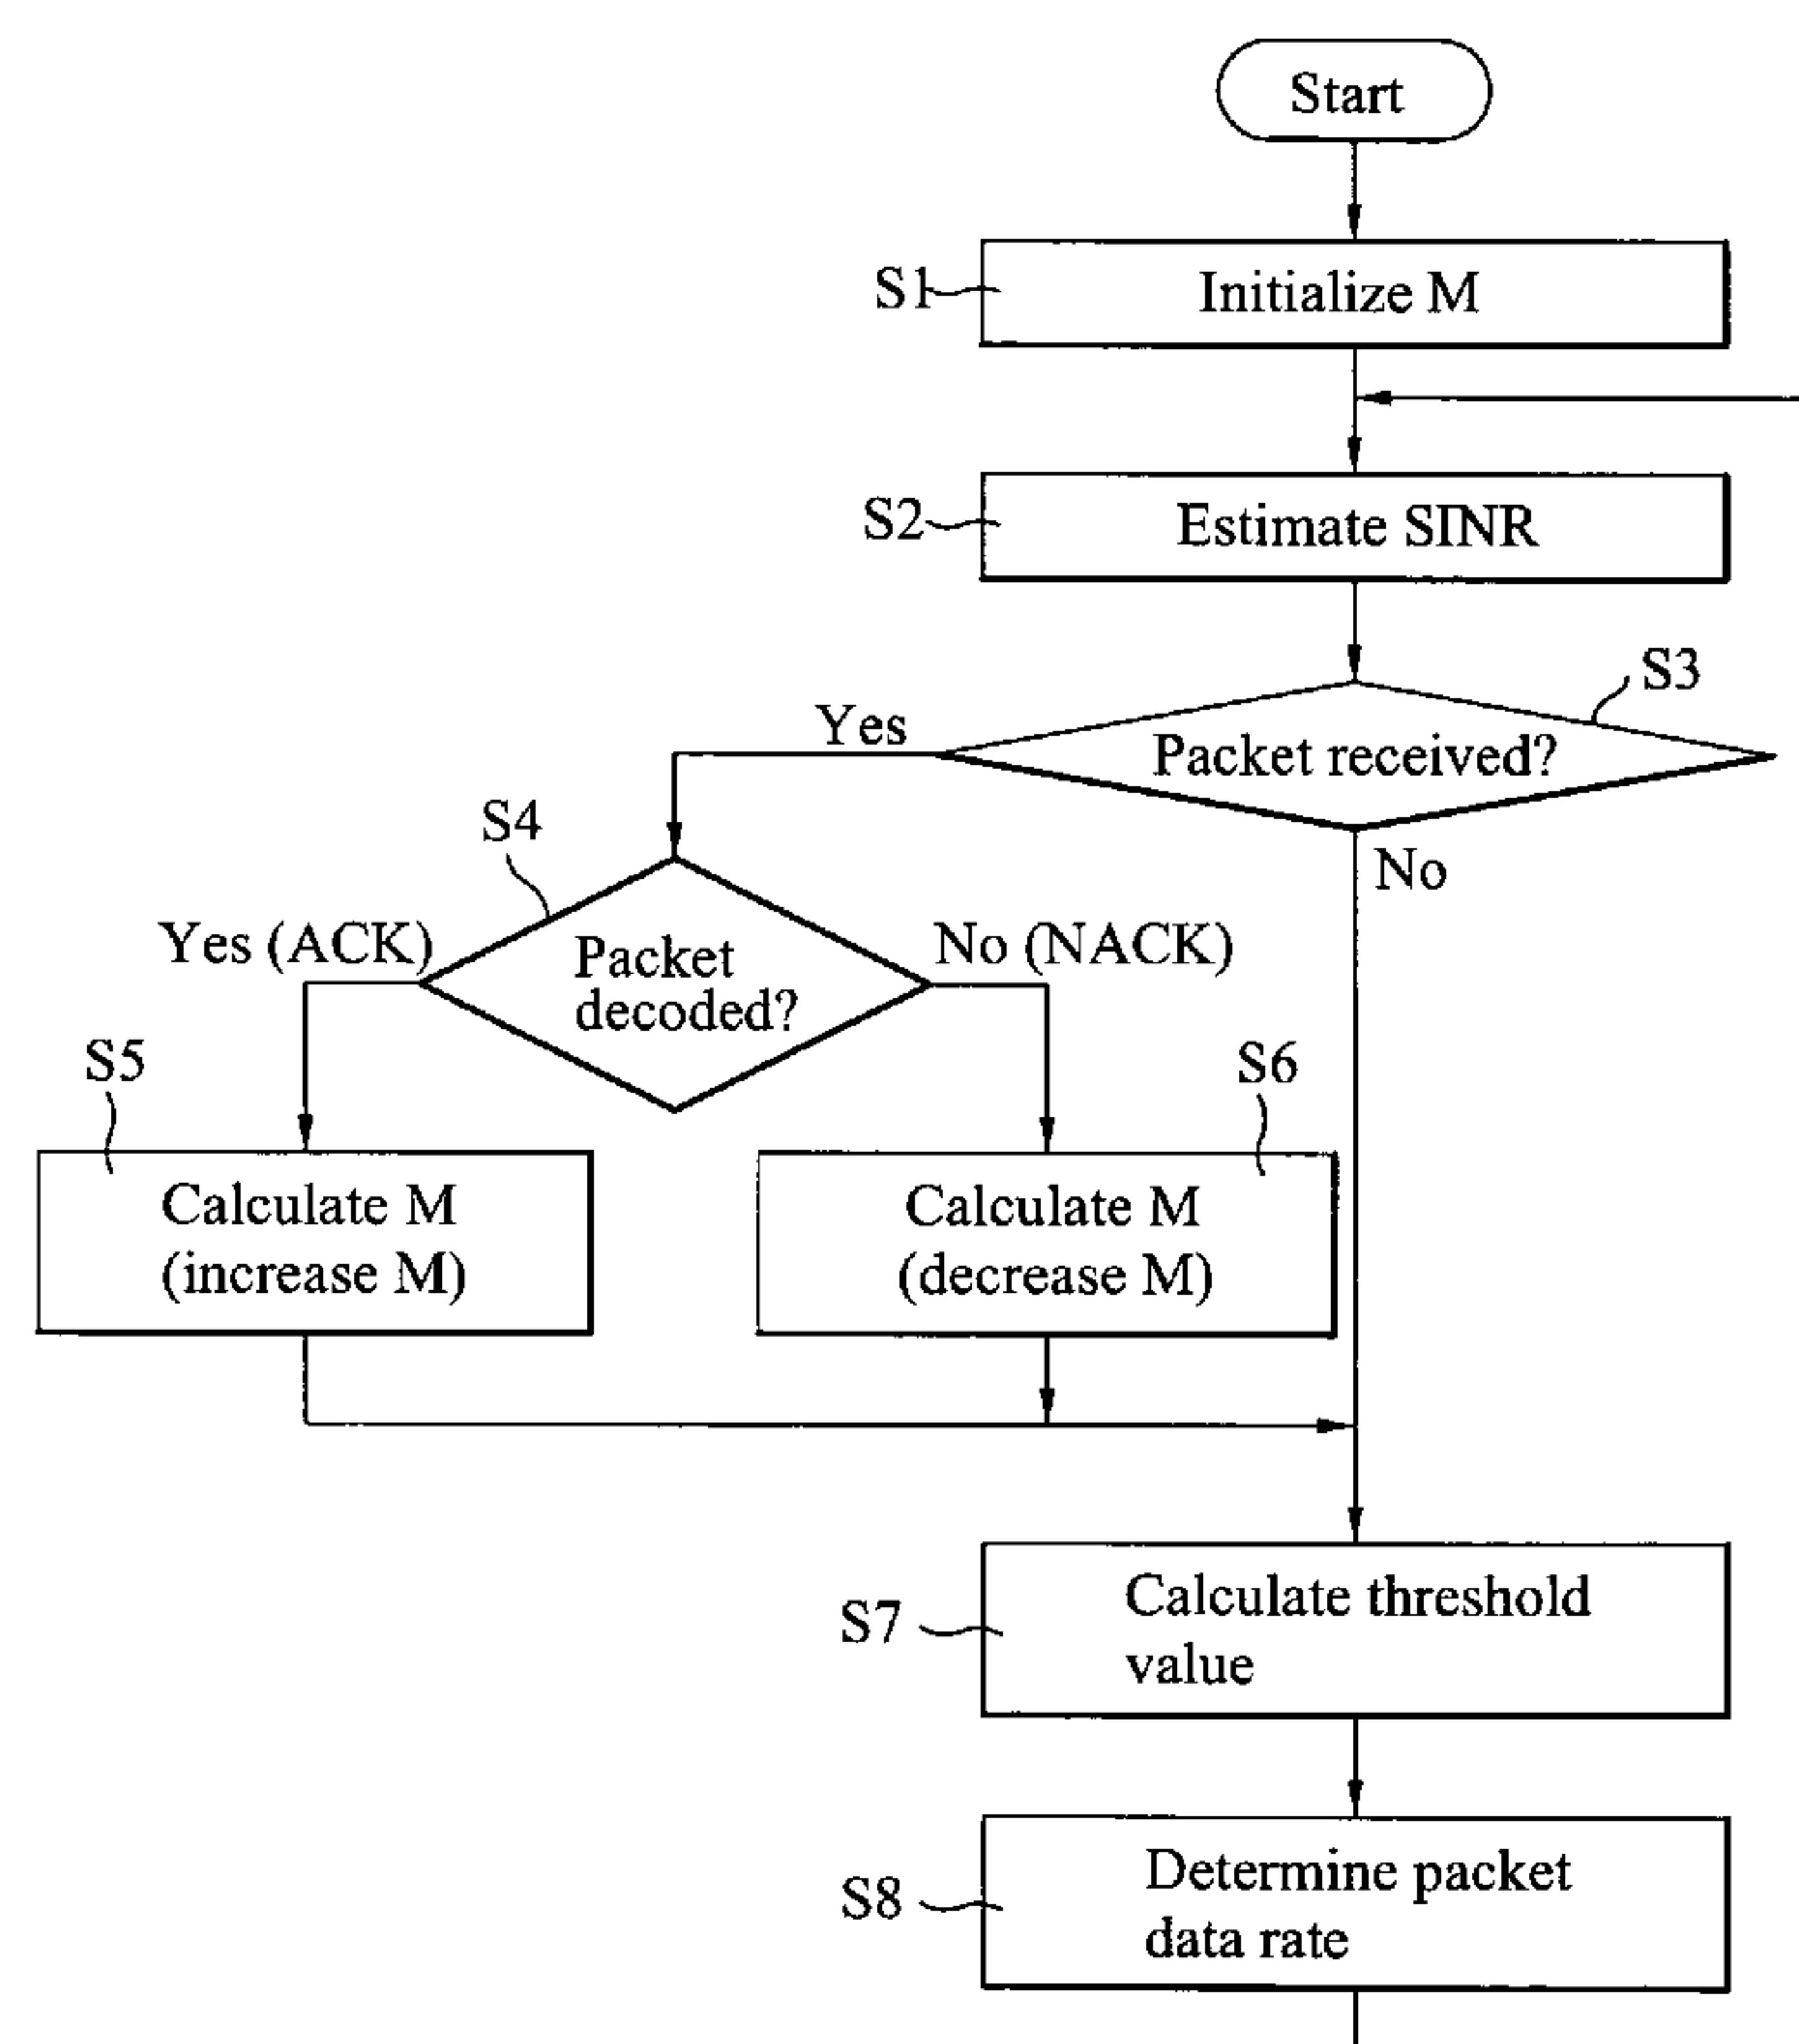 Start
S1
Initialize M
S2
Estimate SINR
S3
Packet received?
Yes
No
S4
Packet
decoded?
Yes (ACK)
No (NACK)
S5
Calculate M
(increase M)
S6
Calculate M
(decrease M)
S7
Calculate threshold
value
S8
Determine packet
data rate